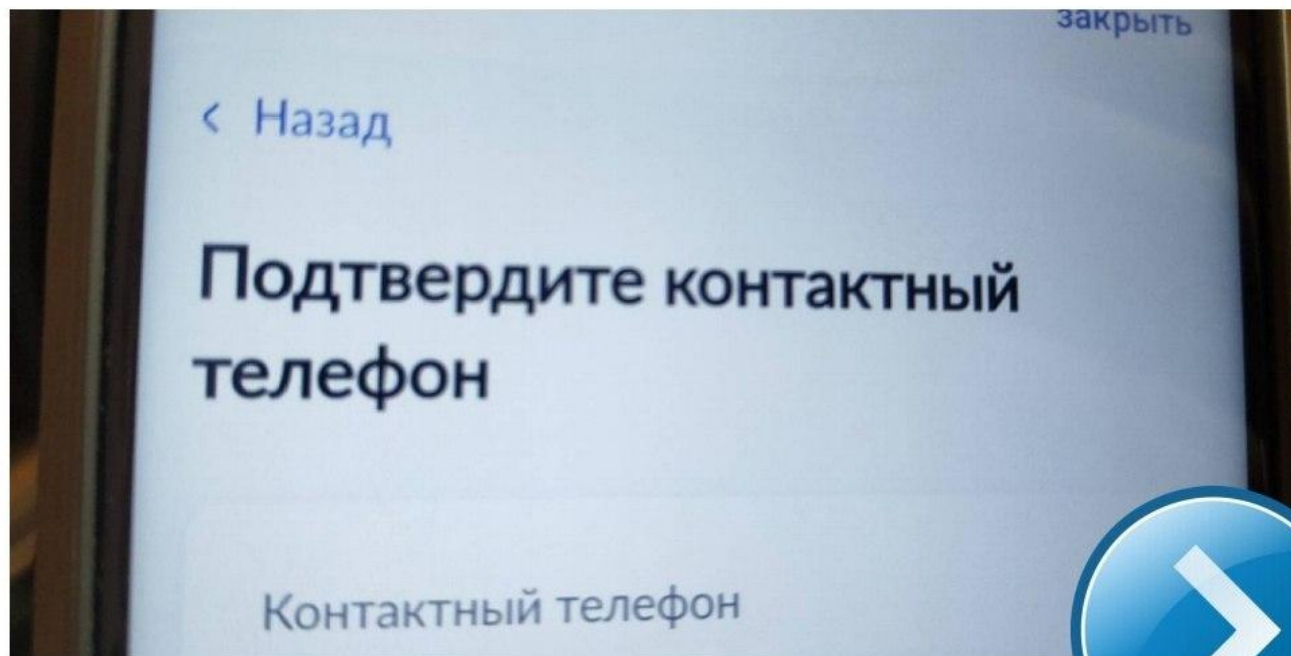 закрыть
< Назад
Подтвердите контактный
телефон
Контактный телефон